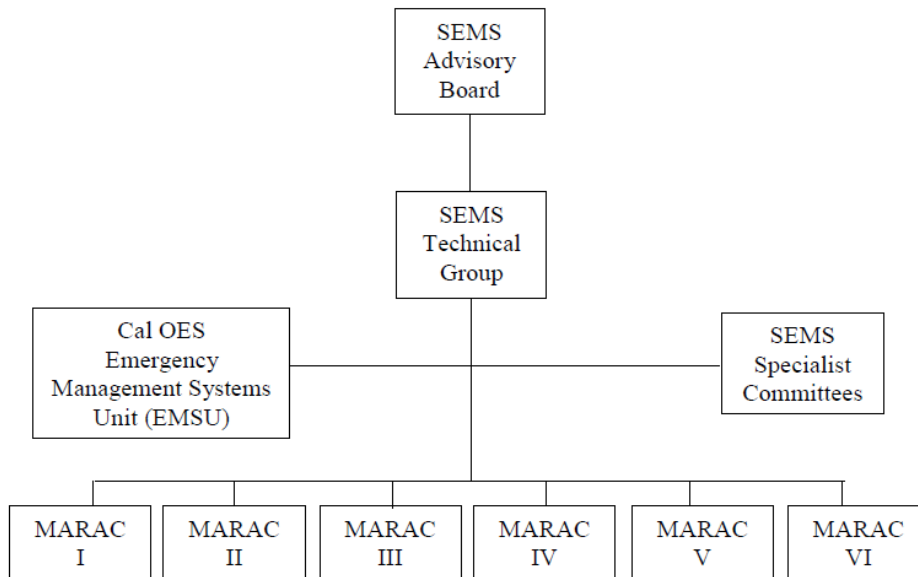 SEMS
Advisory
Board
SEMS
Technical
Group
Cal OES
Emergency
Management Systems
Unit (EMSU)
SEMS
Specialist
Committees
MARAC
I
MARAC
II
MARAC
III
MARAC
IV
MARAC
V
MARAC
VI